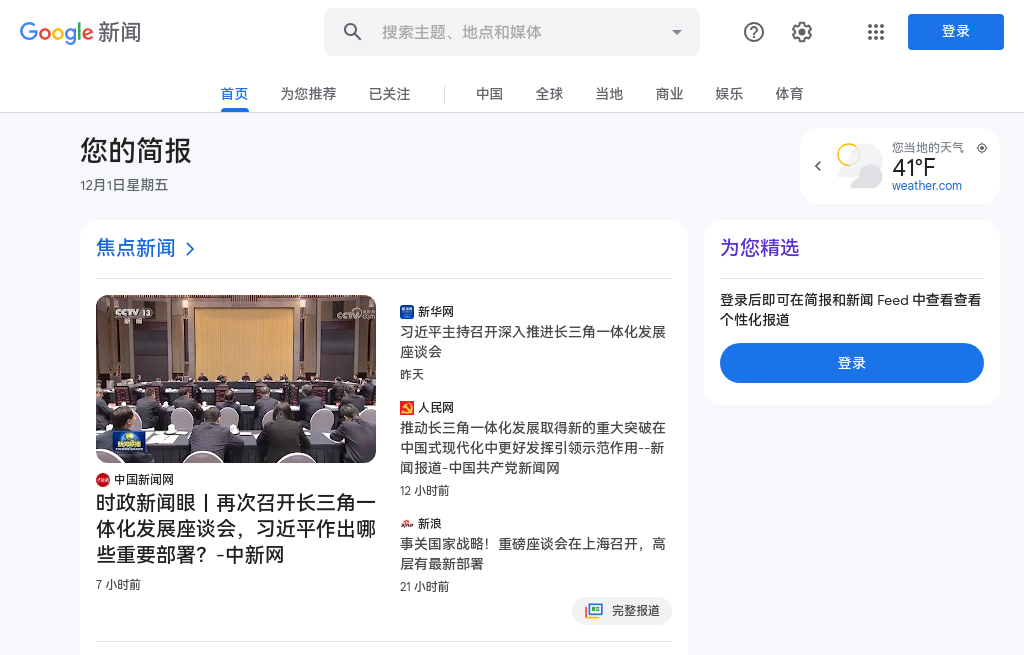 Google 新闻
搜索主题、地点和媒体
登录
首页
为您推荐
已关注
中国
全球
当地
商业
娱乐
体育
您的简报
12月1日星期五
您当地的天气
41°F
weather.com
焦点新闻
CCTV 13
新闻
新闻联播
中国新闻网
时政新闻眼丨再次召开长三角一
体化发展座谈会，习近平作出哪
些重要部署？-中新网
7 小时前
新华网
习近平主持召开深入推进长三角一体化发展
座谈会
昨天
人民网
推动长三角一体化发展取得新的重大突破在
中国式现代化中更好发挥引领示范作用--新
闻报道-中国共产党新闻网
12 小时前
新浪
事关国家战略！重磅座谈会在上海召开，高
层有最新部署
21 小时前
完整报道
为您精选
登录后即可在简报和新闻 Feed 中查看查看
个性化报道
登录